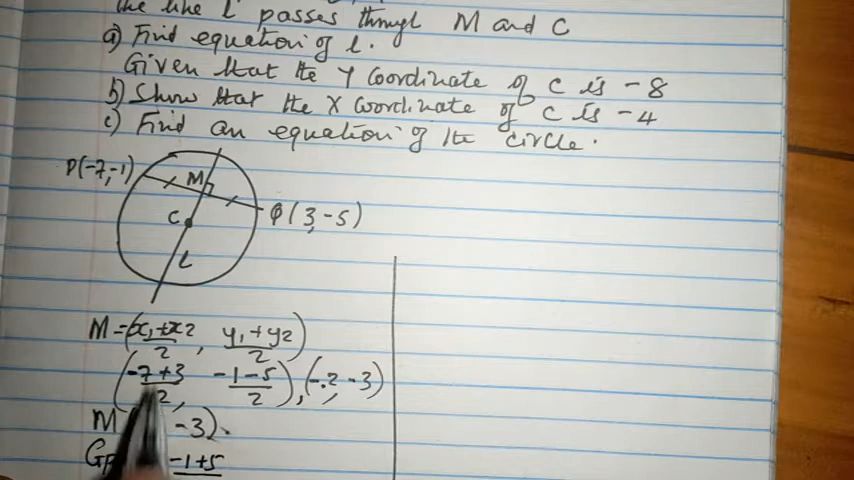 the line l passes through M and C
a) Find equation of l.
Given that the Y coordinate of C is -8
b) Show that the X coordinate of C is -4
c) Find an equation of the circle.
P(-7,-1)
M
C
Q(3,-5)
l
M=(x1+x2/2, y1+y2/2)
(-7+3/2, -1-5/2), (-2,-3)
M -3).
-1+5